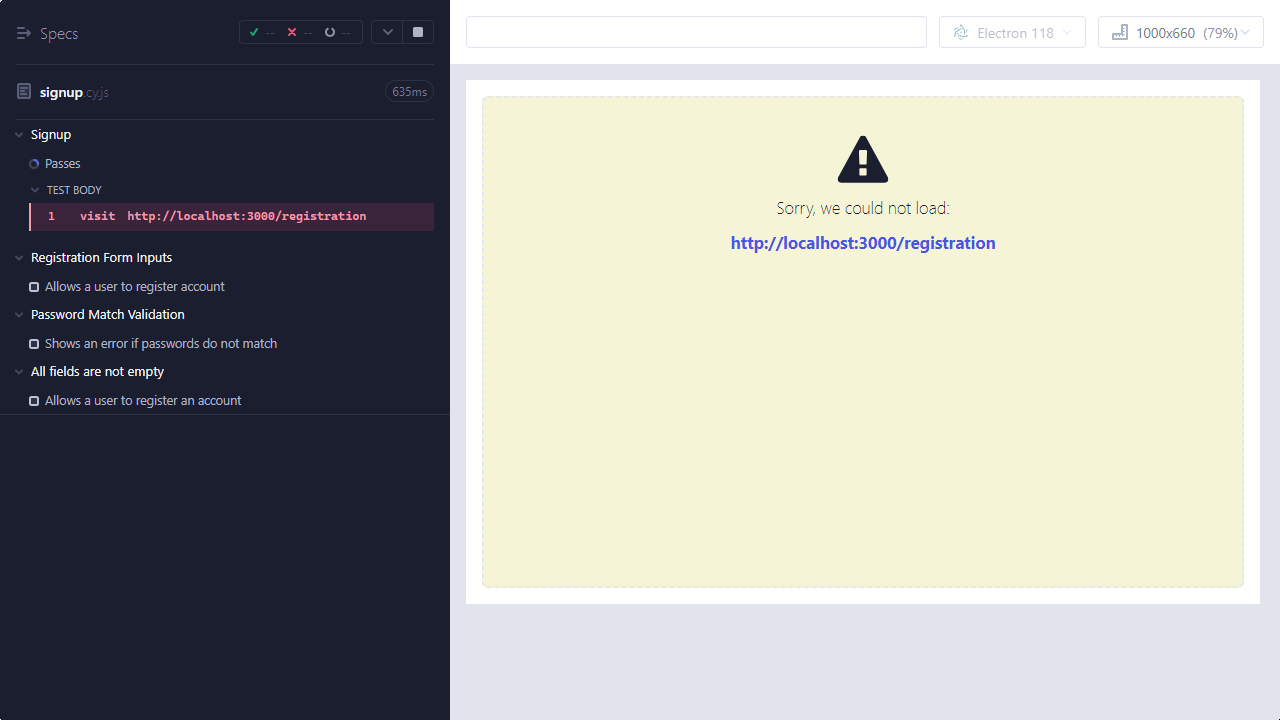 Specs
-- -- --
signup.cy.js
635ms
Signup
Passes
TEST BODY
1 visit http://localhost:3000/registration
Registration Form Inputs
Allows a user to register account
Password Match Validation
Shows an error if passwords do not match
All fields are not empty
Allows a user to register an account
Electron 118
1000x660 (79%)
Sorry, we could not load:
http://localhost:3000/registration